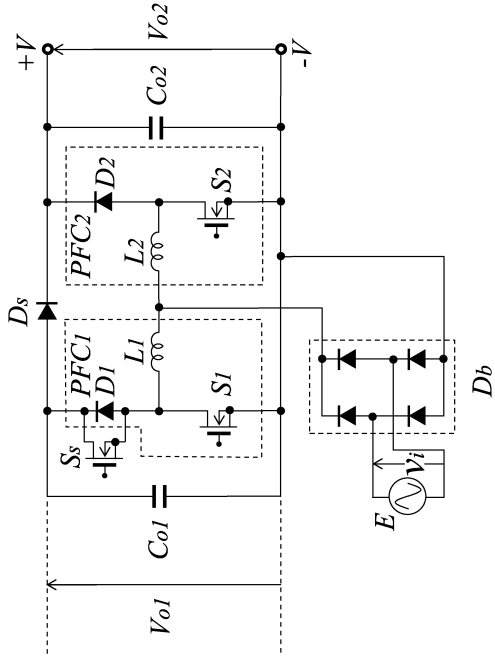 +V
Vo2
-V
Co2
D2
S2
PFC2
L2
Ds
PFC1
L1
D1
S1
Ss
Db
vi
E
Co1
Vo1